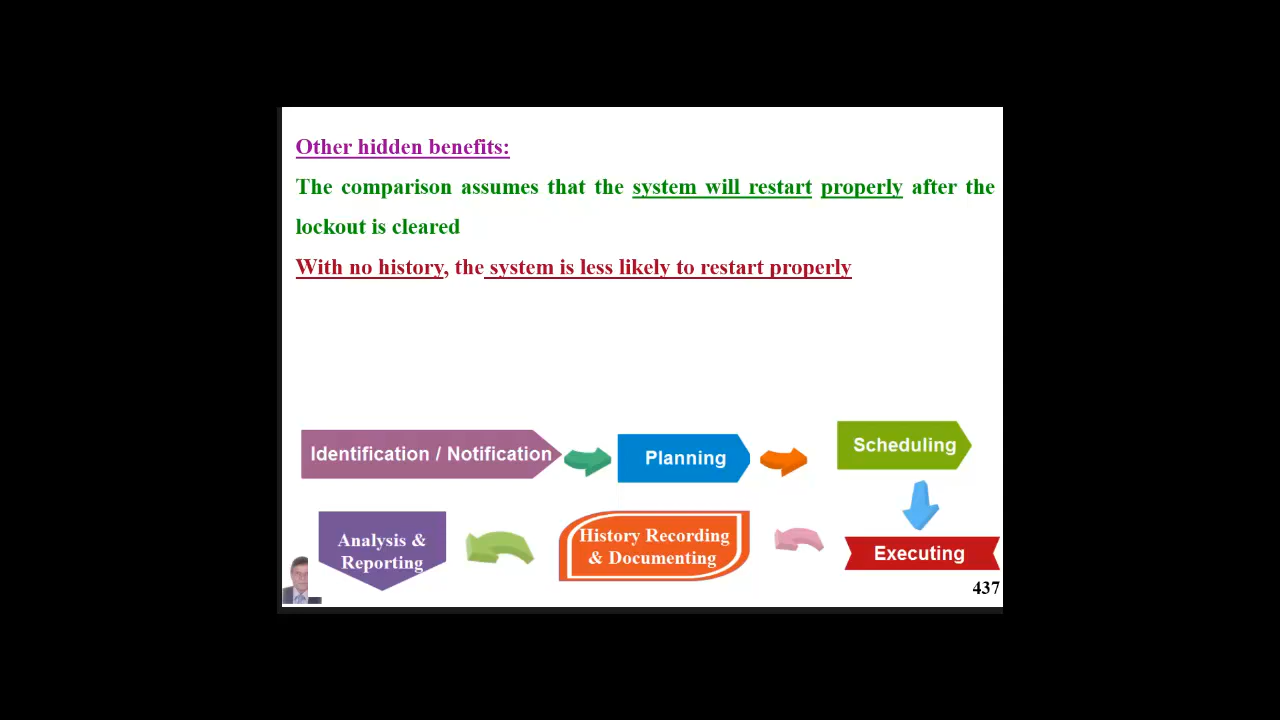 Other hidden benefits:
The comparison assumes that the system will restart properly after the
lockout is cleared
With no history, the system is less likely to restart properly
Identification / Notification
Planning
Scheduling
Executing
History Recording
& Documenting
Analysis &
Reporting
437